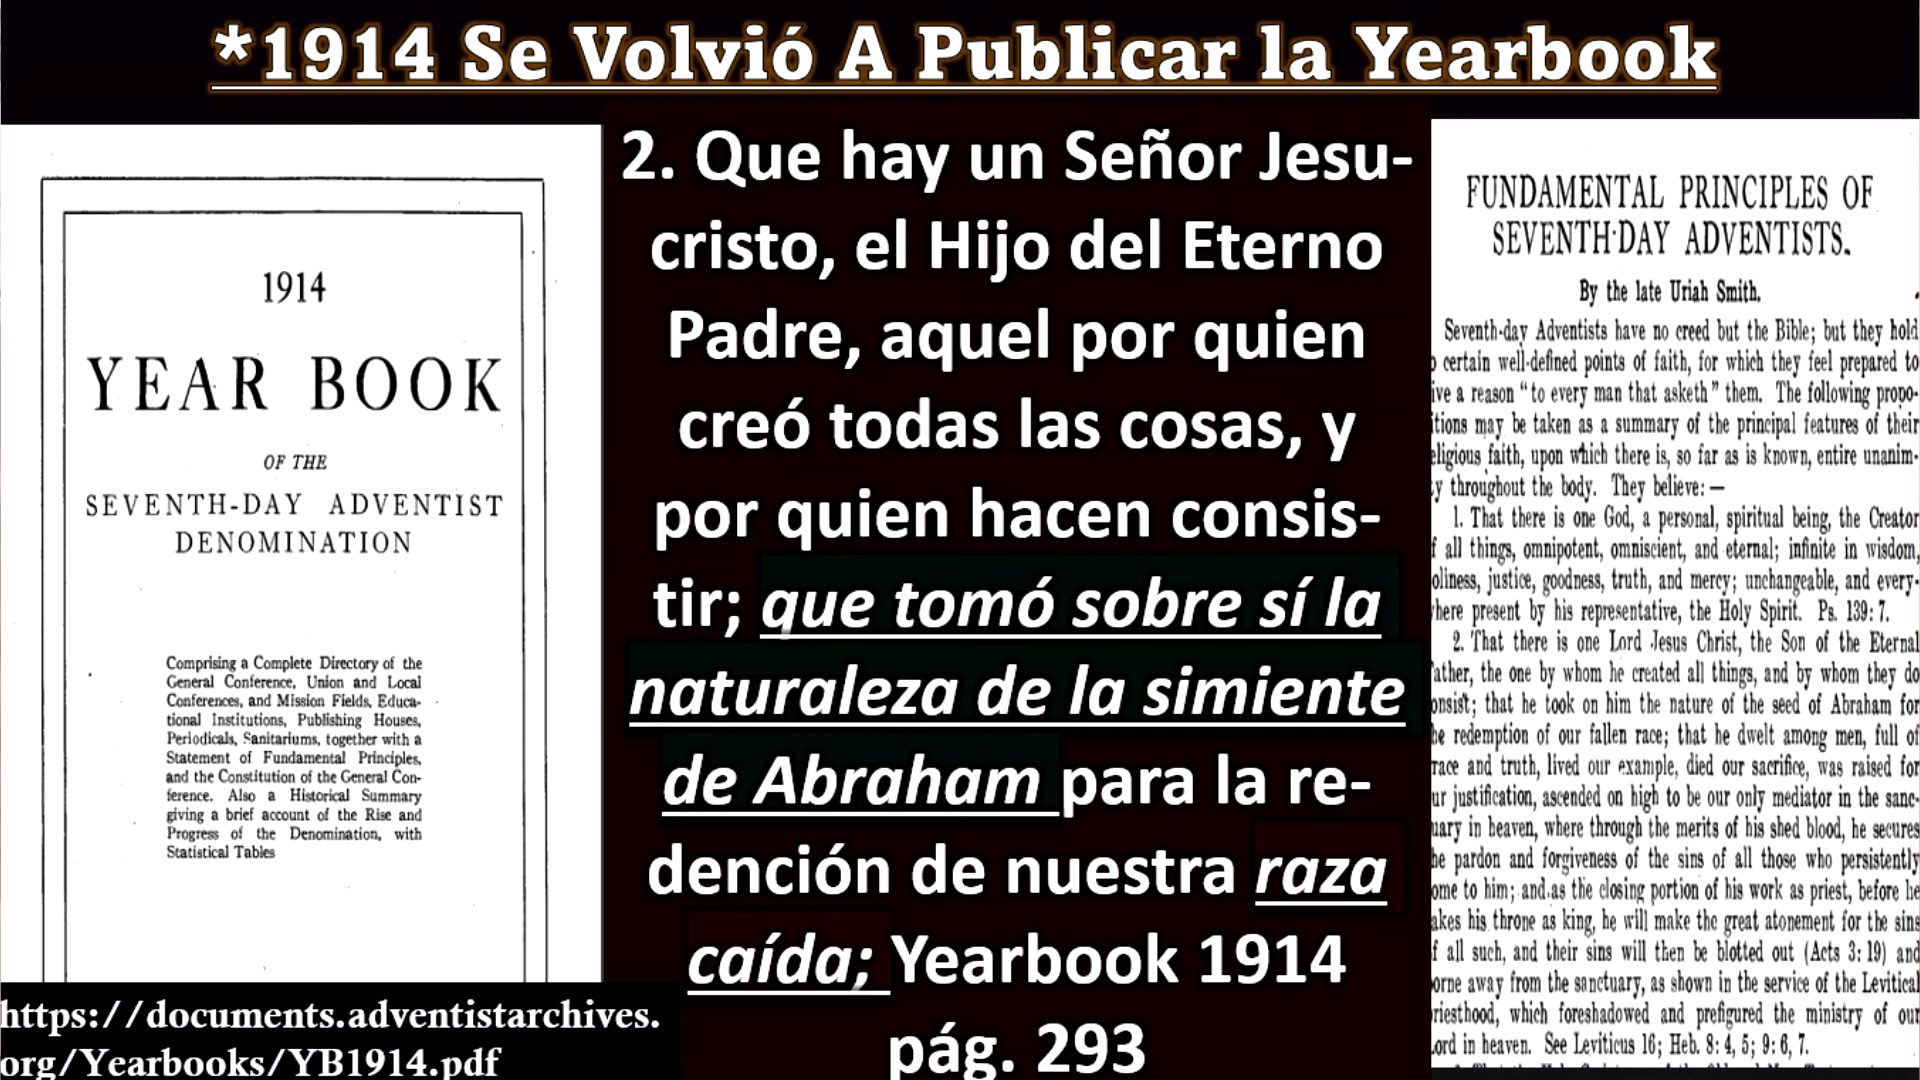 *1914 Se Volvió A Publicar la Yearbook
1914
YEAR BOOK
OF THE
SEVENTH-DAY ADVENTIST
DENOMINATION
Comprising a Complete Directory of the
General Conference, Union and Local
Conferences, and Mission Fields, Educa-
tional Institutions, Publishing Houses,
Periodicals, Sanitariums, together with a
Statement of Fundamental Principles,
and the Constitution of the General Con-
ference. Also a Historical Summary
giving a brief account of the Rise and
Progress of the Denomination, with
Statistical Tables
https://documents.adventistarchives.
org/Yearbooks/YB1914.pdf
2. Que hay un Señor Jesu-
cristo, el Hijo del Eterno
Padre, aquel por quien
creó todas las cosas, y
por quien hacen consis-
tir; que tomó sobre sí la
naturaleza de la simiente
de Abraham para la re-
dención de nuestra raza
caída; Yearbook 1914
pág. 293
FUNDAMENTAL PRINCIPLES OF
SEVENTH-DAY ADVENTISTS.
By the late Uriah Smith.
Seventh-day Adventists have no creed but the Bible; but they hold
certain well-defined points of faith, for which they feel prepared to
ive a reason "to every man that asketh" them. The following propo-
itions may be taken as a summary of the principal features of their
eligious faith, upon which there is, so far as is known, entire unanim-
y throughout the body. They believe: —
1. That there is one God, a personal, spiritual being, the Creator
f all things, omnipotent, omniscient, and eternal; infinite in wisdom,
oliness, justice, goodness, truth, and mercy; unchangeable, and every-
here present by his representative, the Holy Spirit. Ps. 139: 7.
2. That there is one Lord Jesus Christ, the Son of the Eternal
ather, the one by whom he created all things, and by whom they do
onsist; that he took on him the nature of the seed of Abraham for
he redemption of our fallen race; that he dwelt among men, full of
race and truth, lived our example, died our sacrifice, was raised for
ur justification, ascended on high to be our only mediator in the sanc-
uary in heaven, where through the merits of his shed blood, he secures
he pardon and forgiveness of the sins of all those who persistently
ome to him; and as the closing portion of his work as priest, before he
akes his throne as king, he will make the great atonement for the sins
f all such, and their sins will then be blotted out (Acts 3: 19) and
orne away from the sanctuary, as shown in the service of the Levitical
riesthood, which foreshadowed and prefigured the ministry of our
ord in heaven. See Leviticus 16; Heb. 8: 4, 5; 9: 6, 7.